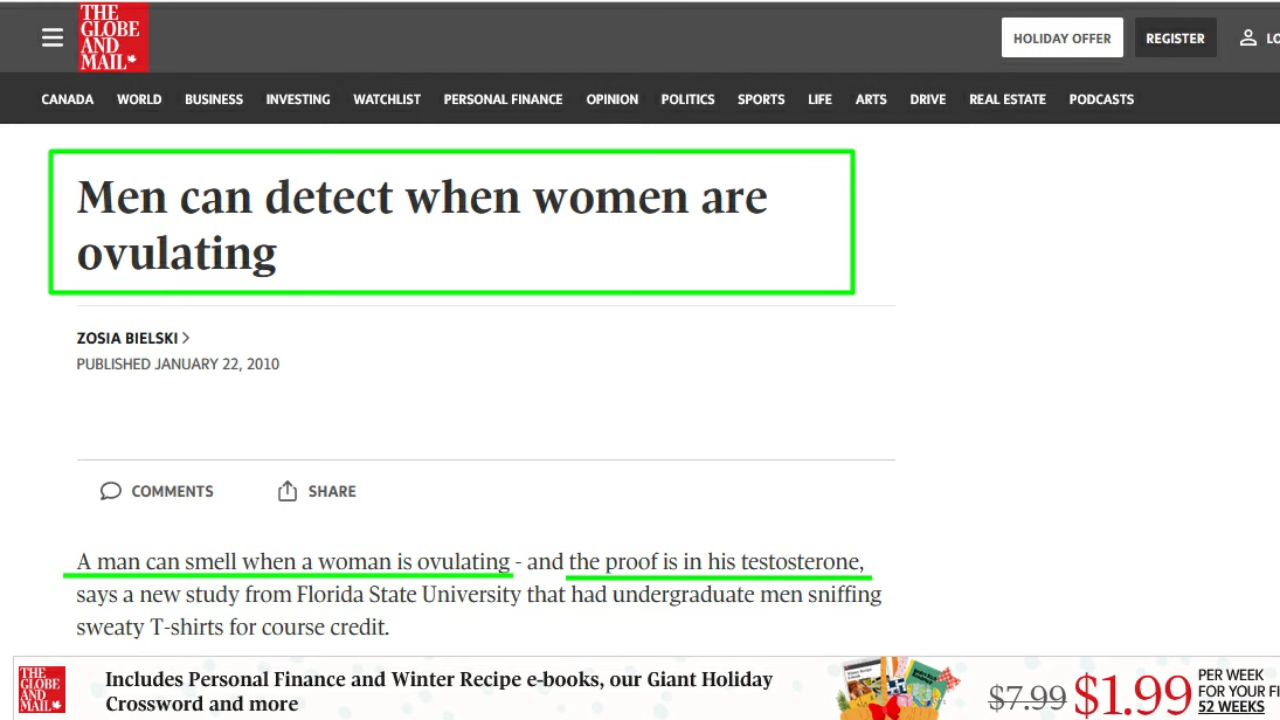 THE
GLOBE
AND
MAIL
HOLIDAY OFFER
REGISTER
LO
CANADA WORLD BUSINESS INVESTING WATCHLIST PERSONAL FINANCE OPINION POLITICS SPORTS LIFE ARTS DRIVE REAL ESTATE PODCASTS
Men can detect when women are
ovulating
ZOSIA BIELSKI
PUBLISHED JANUARY 22, 2010
COMMENTS SHARE
A man can smell when a woman is ovulating - and the proof is in his testosterone,
says a new study from Florida State University that had undergraduate men sniffing
sweaty T-shirts for course credit.
THE
GLOBE
AND
MAIL
Includes Personal Finance and Winter Recipe e-books, our Giant Holiday
Crossword and more
$7.99 $1.99
PER WEEK
FOR YOUR FI
52 WEEKS